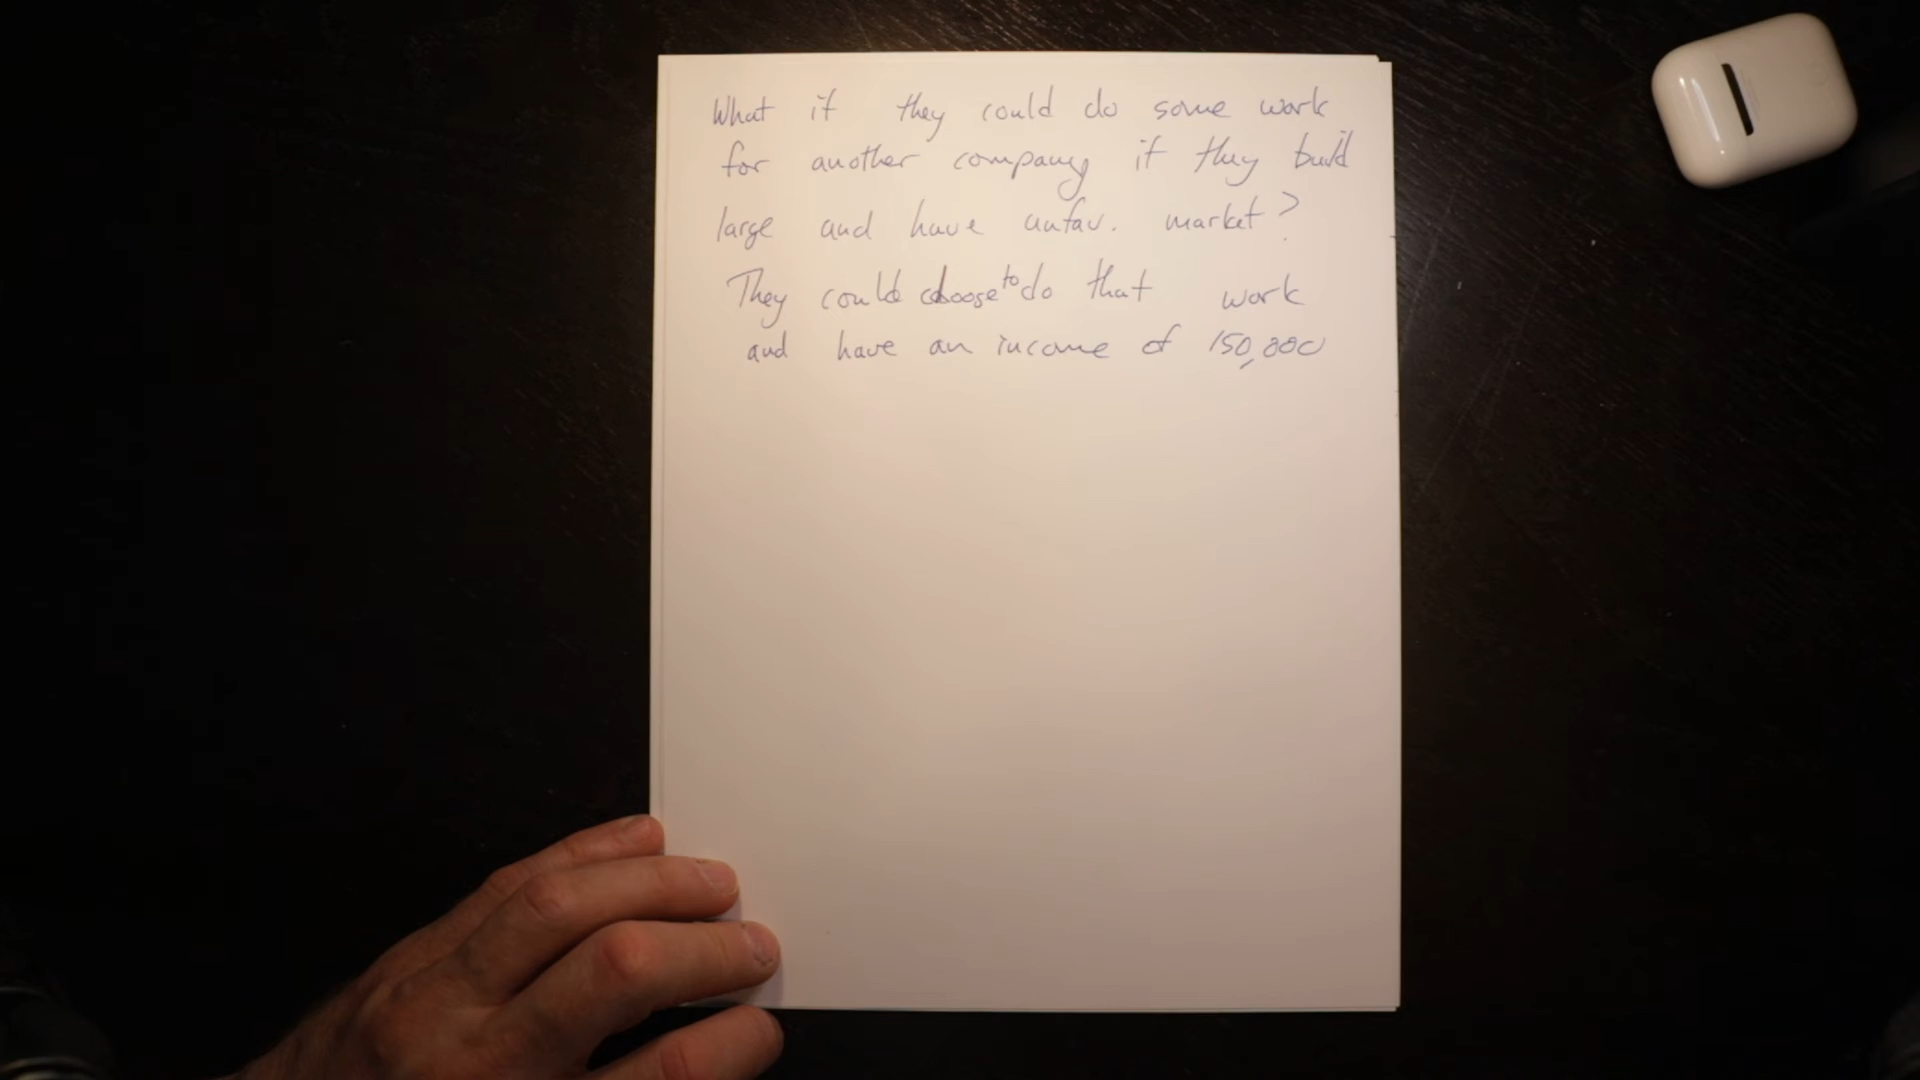 What if they could do some work
for another company if they build
large and have unfav. market?
They could choose to do that work
and have an income of 150,000